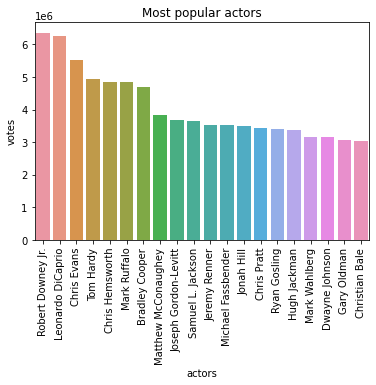 Most popular actors
1e6
6
5
4
3
2
1
0
votes
Robert Downey Jr.
Leonardo DiCaprio
Chris Evans
Tom Hardy
Chris Hemsworth
Mark Ruffalo
Bradley Cooper
Matthew McConaughey
Joseph Gordon-Levitt
Samuel L. Jackson
Jeremy Renner
Michael Fassbender
Jonah Hill
Chris Pratt
Ryan Gosling
Hugh Jackman
Mark Wahlberg
Dwayne Johnson
Gary Oldman
Christian Bale
actors